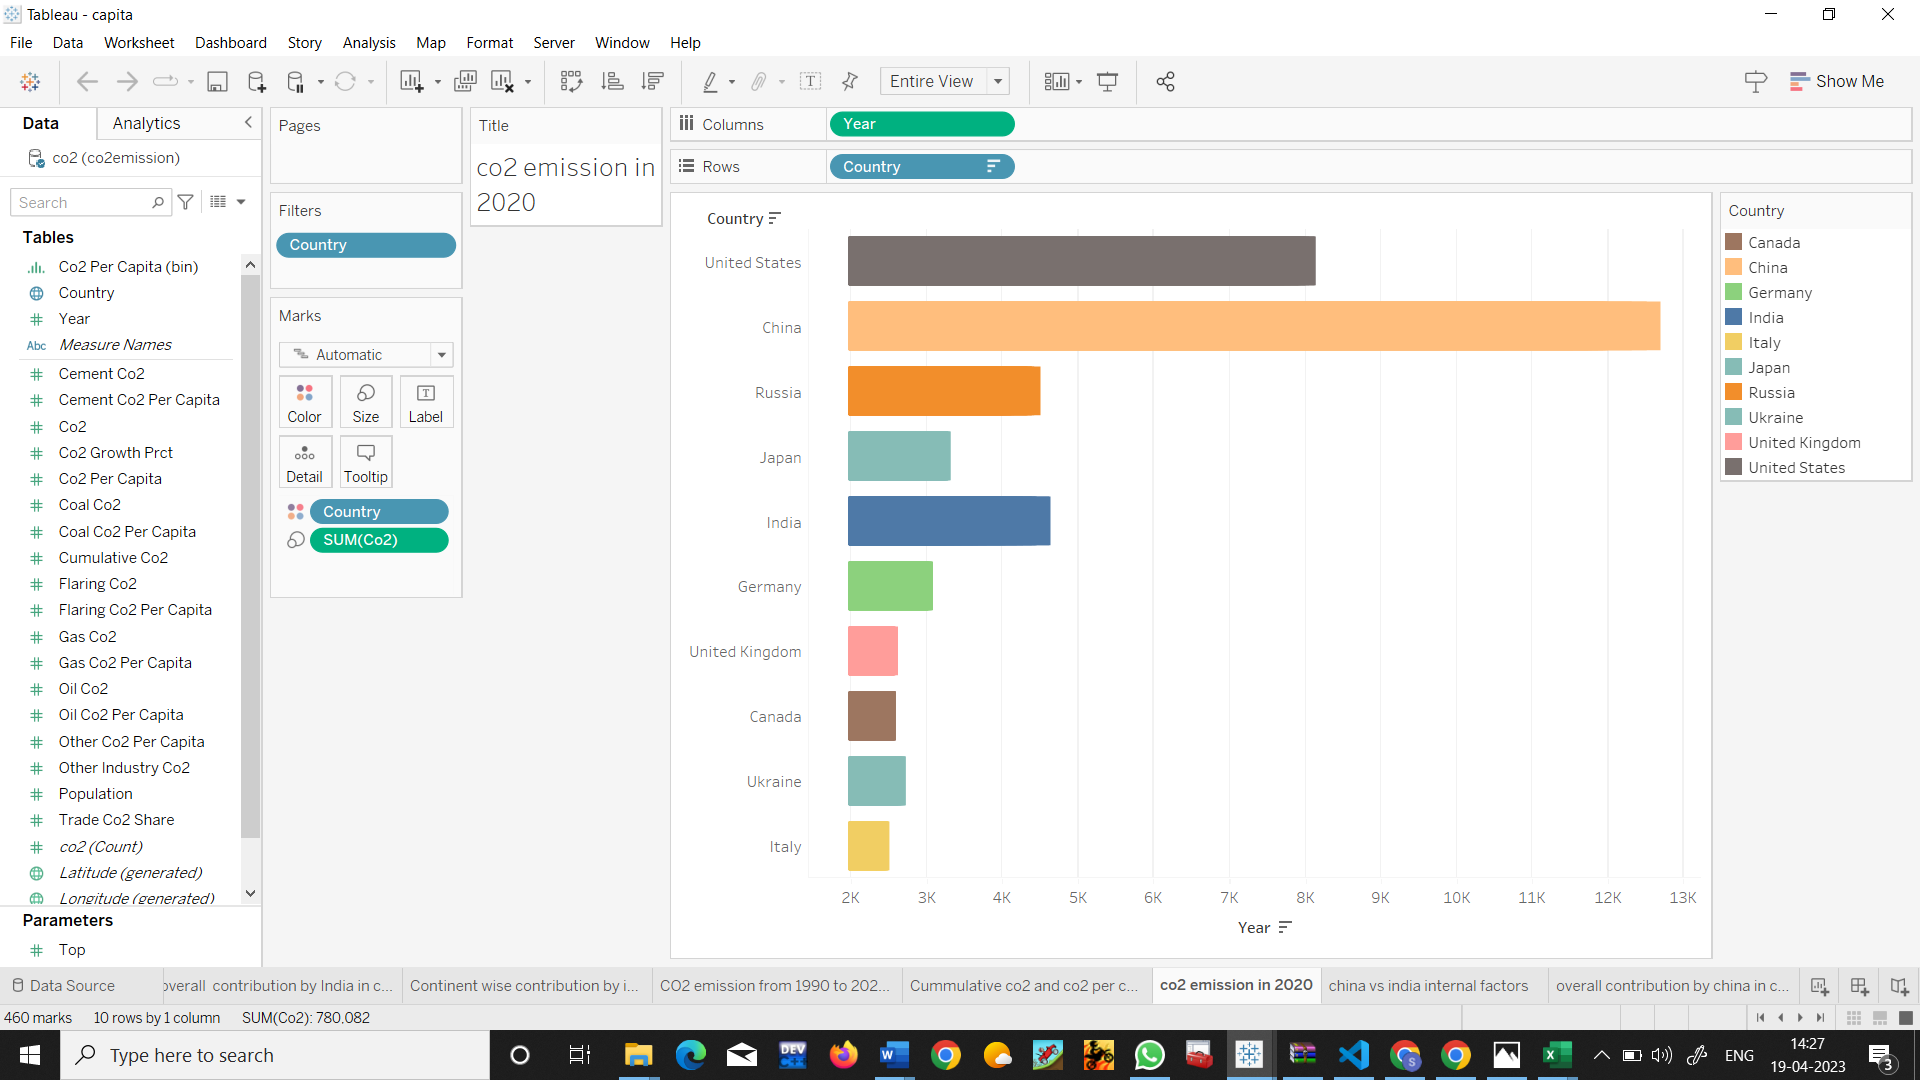 Tableau - capita
File Data Worksheet Dashboard Story Analysis Map Format Server Window Help
Entire View
Show Me
Data Analytics
co2 (co2emission)
Search
Tables
Co2 Per Capita (bin)
Country
Year
Abc Measure Names
Cement Co2
Cement Co2 Per Capita
Co2
Co2 Growth Prct
Co2 Per Capita
Coal Co2
Coal Co2 Per Capita
Cumulative Co2
Flaring Co2
Flaring Co2 Per Capita
Gas Co2
Gas Co2 Per Capita
Oil Co2
Oil Co2 Per Capita
Other Co2 Per Capita
Other Industry Co2
Population
Trade Co2 Share
co2 (Count)
Latitude (generated)
Longitude (generated)
Parameters
Top
Pages
Filters
Country
Marks
Automatic
Color Size Label
Detail Tooltip
Country
SUM(Co2)
Title
co2 emission in
2020
Columns Year
Rows Country
Country
United States
China
Russia
Japan
India
Germany
United Kingdom
Canada
Ukraine
Italy
2K 3K 4K 5K 6K 7K 8K 9K 10K 11K 12K 13K
Year
Country
Canada
China
Germany
India
Italy
Japan
Russia
Ukraine
United Kingdom
United States
Data Source overall contribution by India in c... Continent wise contribution by i... CO2 emission from 1990 to 202... Cummulative co2 and co2 per c... co2 emission in 2020 china vs india internal factors overall contribution by china in c...
460 marks 10 rows by 1 column SUM(Co2): 780,082
Type here to search
DEV C++
ENG
14:27
19-04-2023
3